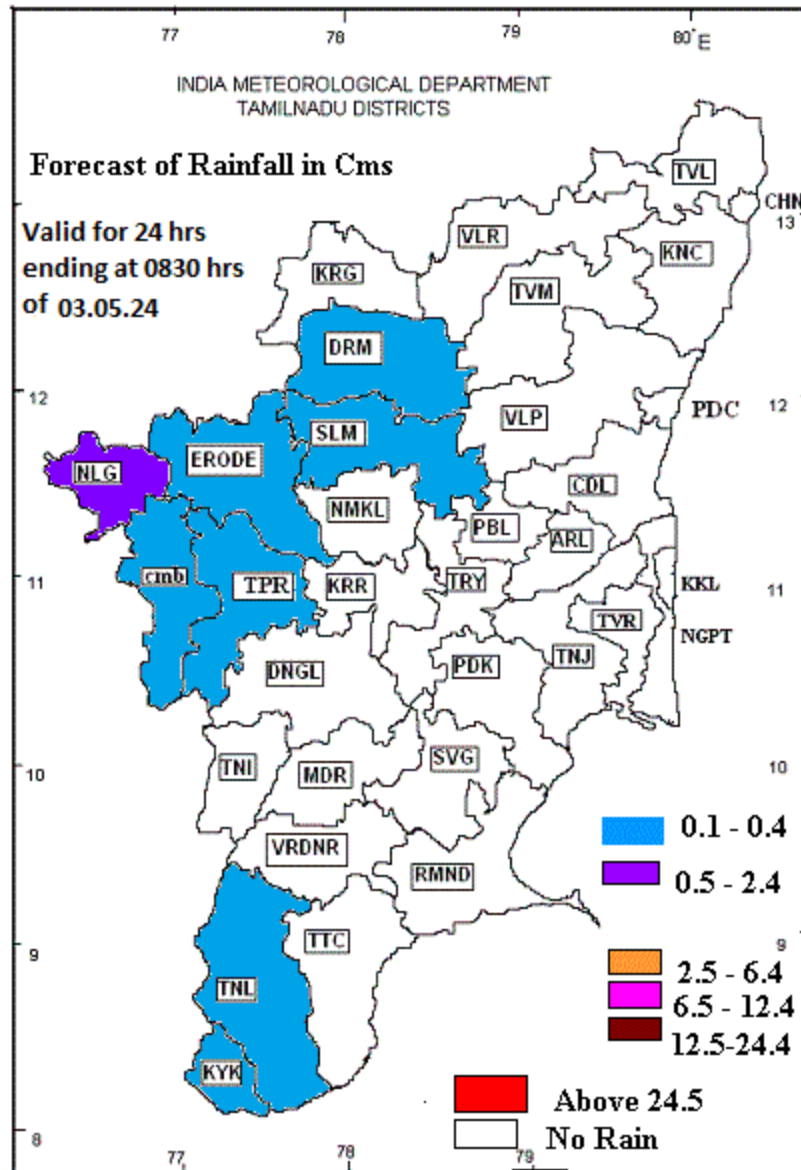 77 78 79 80°E
INDIA METEOROLOGICAL DEPARTMENT
TAMILNADU DISTRICTS
Forecast of Rainfall in Cms
TVL
CHN
13
Valid for 24 hrs
ending at 0830 hrs
of 03.05.24
VLR
KNC
KRG
TVM
DRM
12
12
PDC
VLP
SLM
ERODE
NLG
CDL
NMKL
PBL
ARL
11
cmb
TPR
KRR
TRY
KKL
11
TVR
NGPT
DNGL
PDK
TNJ
10
TNI
MDR
SVG
10
0.1 - 0.4
VRDNR
RMND
0.5 - 2.4
9
TTC
9
2.5 - 6.4
TNL
6.5 - 12.4
12.5-24.4
KYK
Above 24.5
8
No Rain
77 78 79